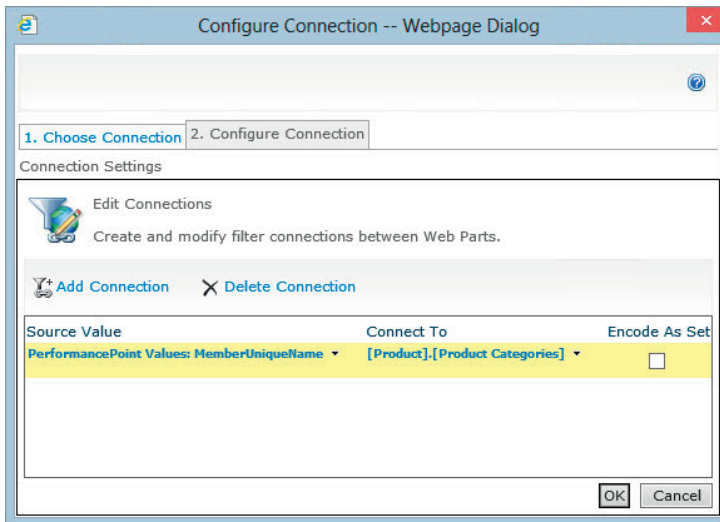 Configure Connection -- Webpage Dialog
1. Choose Connection 2. Configure Connection
Connection Settings
Edit Connections
Create and modify filter connections between Web Parts.
Add Connection Delete Connection
Source Value Connect To Encode As Set
PerformancePoint Values: MemberUniqueName [Product].[Product Categories]
OK Cancel